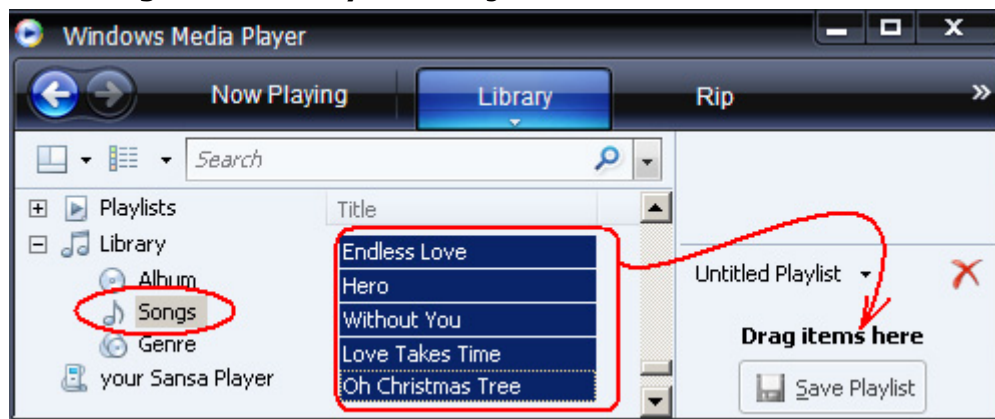 Windows Media Player
Now Playing
Library
Rip
»
Search
Playlists
Library
Album
Songs
Genre
your Sansa Player
Title
Endless Love
Hero
Without You
Love Takes Time
Oh Christmas Tree
Untitled Playlist
Drag items here
Save Playlist